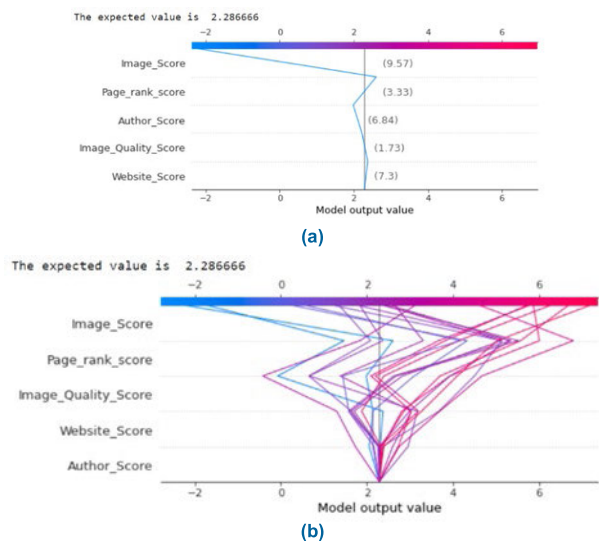 The expected value is 2.286666
−2 0 2 4 6
Image_Score (9.57)
Page_rank_score (3.33)
Author_Score (6.84)
Image_Quality_Score (1.73)
Website_Score (7.3)
−2 0 2 4 6
Model output value
(a)
The expected value is 2.286666
−2 0 2 4 6
Image_Score
Page_rank_score
Image_Quality_Score
Website_Score
Author_Score
−2 0 2 4 6
Model output value
(b)